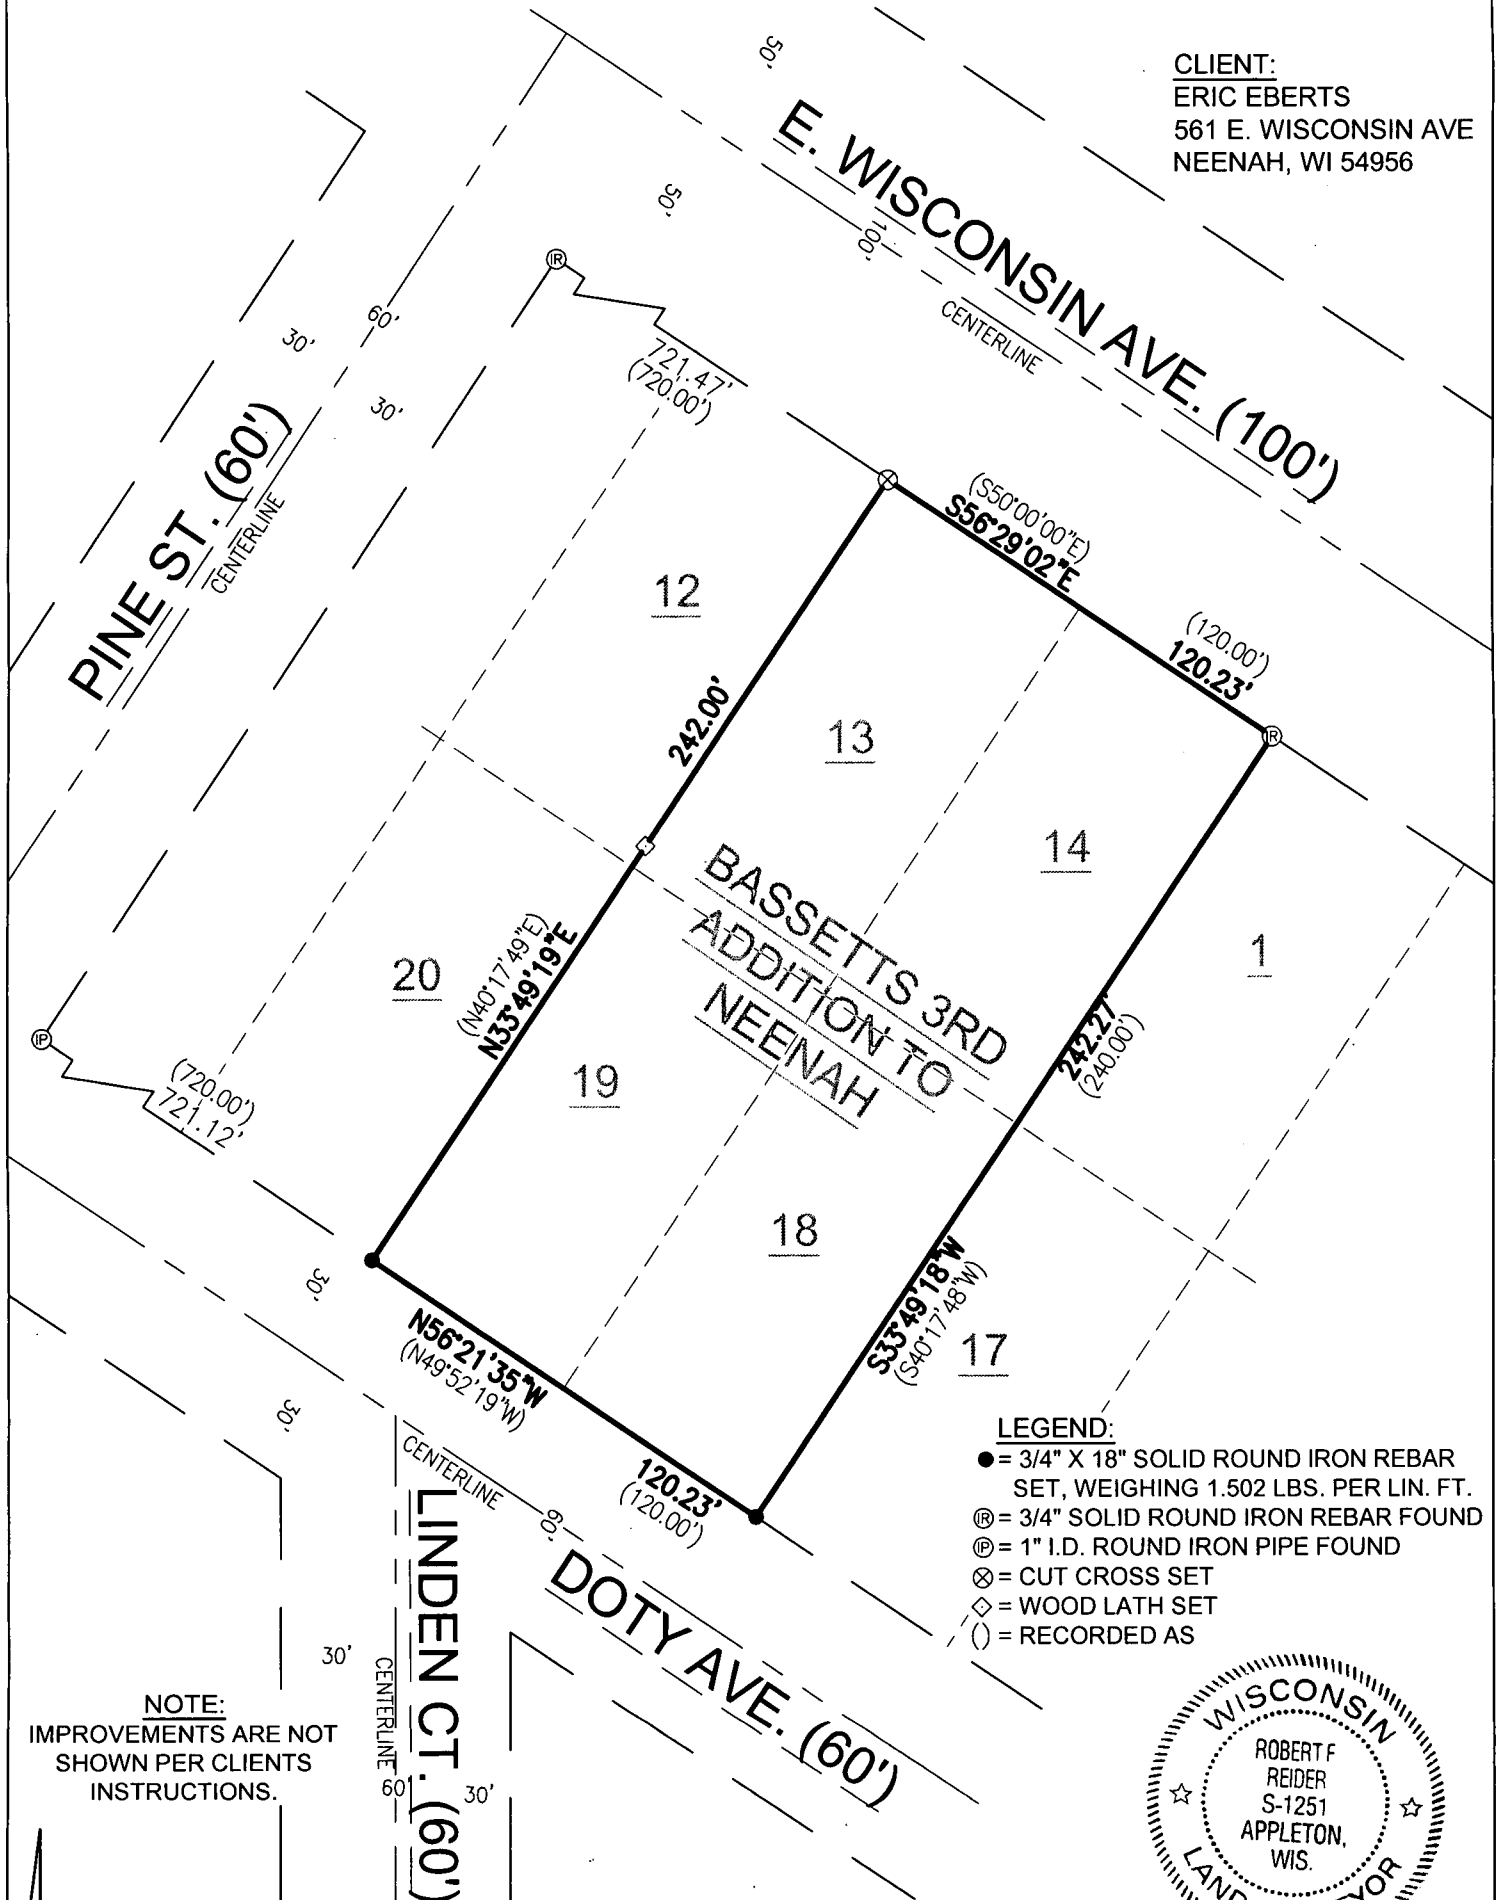 CLIENT:
ERIC EBERTS
561 E. WISCONSIN AVE
NEENAH, WI 54956
50'
E. WISCONSIN AVE. (100')
50'
100'
CENTERLINE
IR
60'
30'
30'
PINE ST. (60')
CENTERLINE
721.47'
(720.00')
(S50°00'00"E)
S56°29'02"E
(120.00')
120.23'
IR
12
242.00'
13
14
1
BASSETTS 3RD
ADDITION TO
NEENAH
20
(N40°17'49"E)
N33°49'19"E
242.27'
(240.00')
IP
(720.00')
721.12'
19
18
S33°49'18"W
(S40°17'48"W)
17
30'
N56°21'35"W
(N49°52'19"W)
30'
CENTERLINE
120.23'
(120.00')
60'
DOTY AVE. (60')
LINDEN CT. (60')
30'
CENTERLINE
60'
30'
LEGEND:
● = 3/4" X 18" SOLID ROUND IRON REBAR
SET, WEIGHING 1.502 LBS. PER LIN. FT.
IR = 3/4" SOLID ROUND IRON REBAR FOUND
IP = 1" I.D. ROUND IRON PIPE FOUND
⊗ = CUT CROSS SET
◇ = WOOD LATH SET
() = RECORDED AS
NOTE:
IMPROVEMENTS ARE NOT
SHOWN PER CLIENTS
INSTRUCTIONS.
WISCONSIN
ROBERT F
REIDER
S-1251
APPLETON,
WIS.
LAND